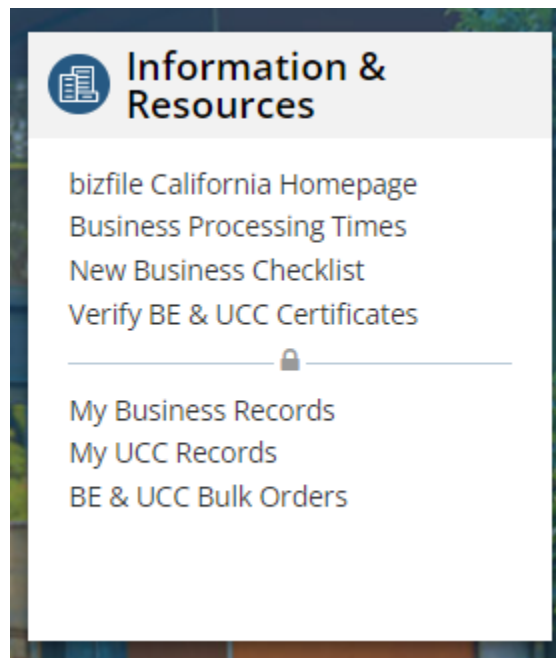 Information &
Resources
bizfile California Homepage
Business Processing Times
New Business Checklist
Verify BE & UCC Certificates
My Business Records
My UCC Records
BE & UCC Bulk Orders